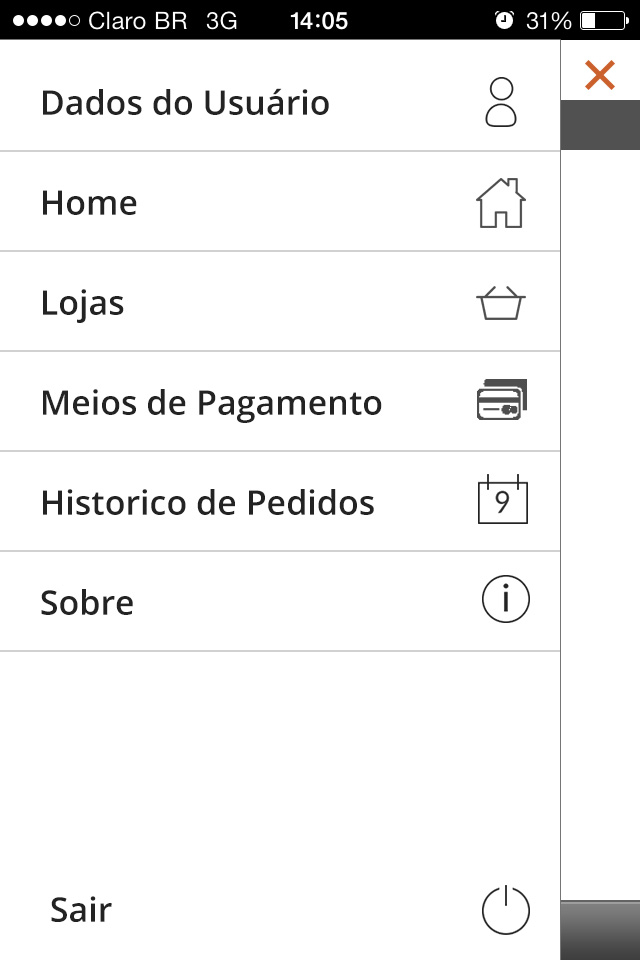 Claro BR 3G 14:05 31%
Dados do Usuário
Home
Lojas
Meios de Pagamento
Historico de Pedidos
9
Sobre
i
Sair